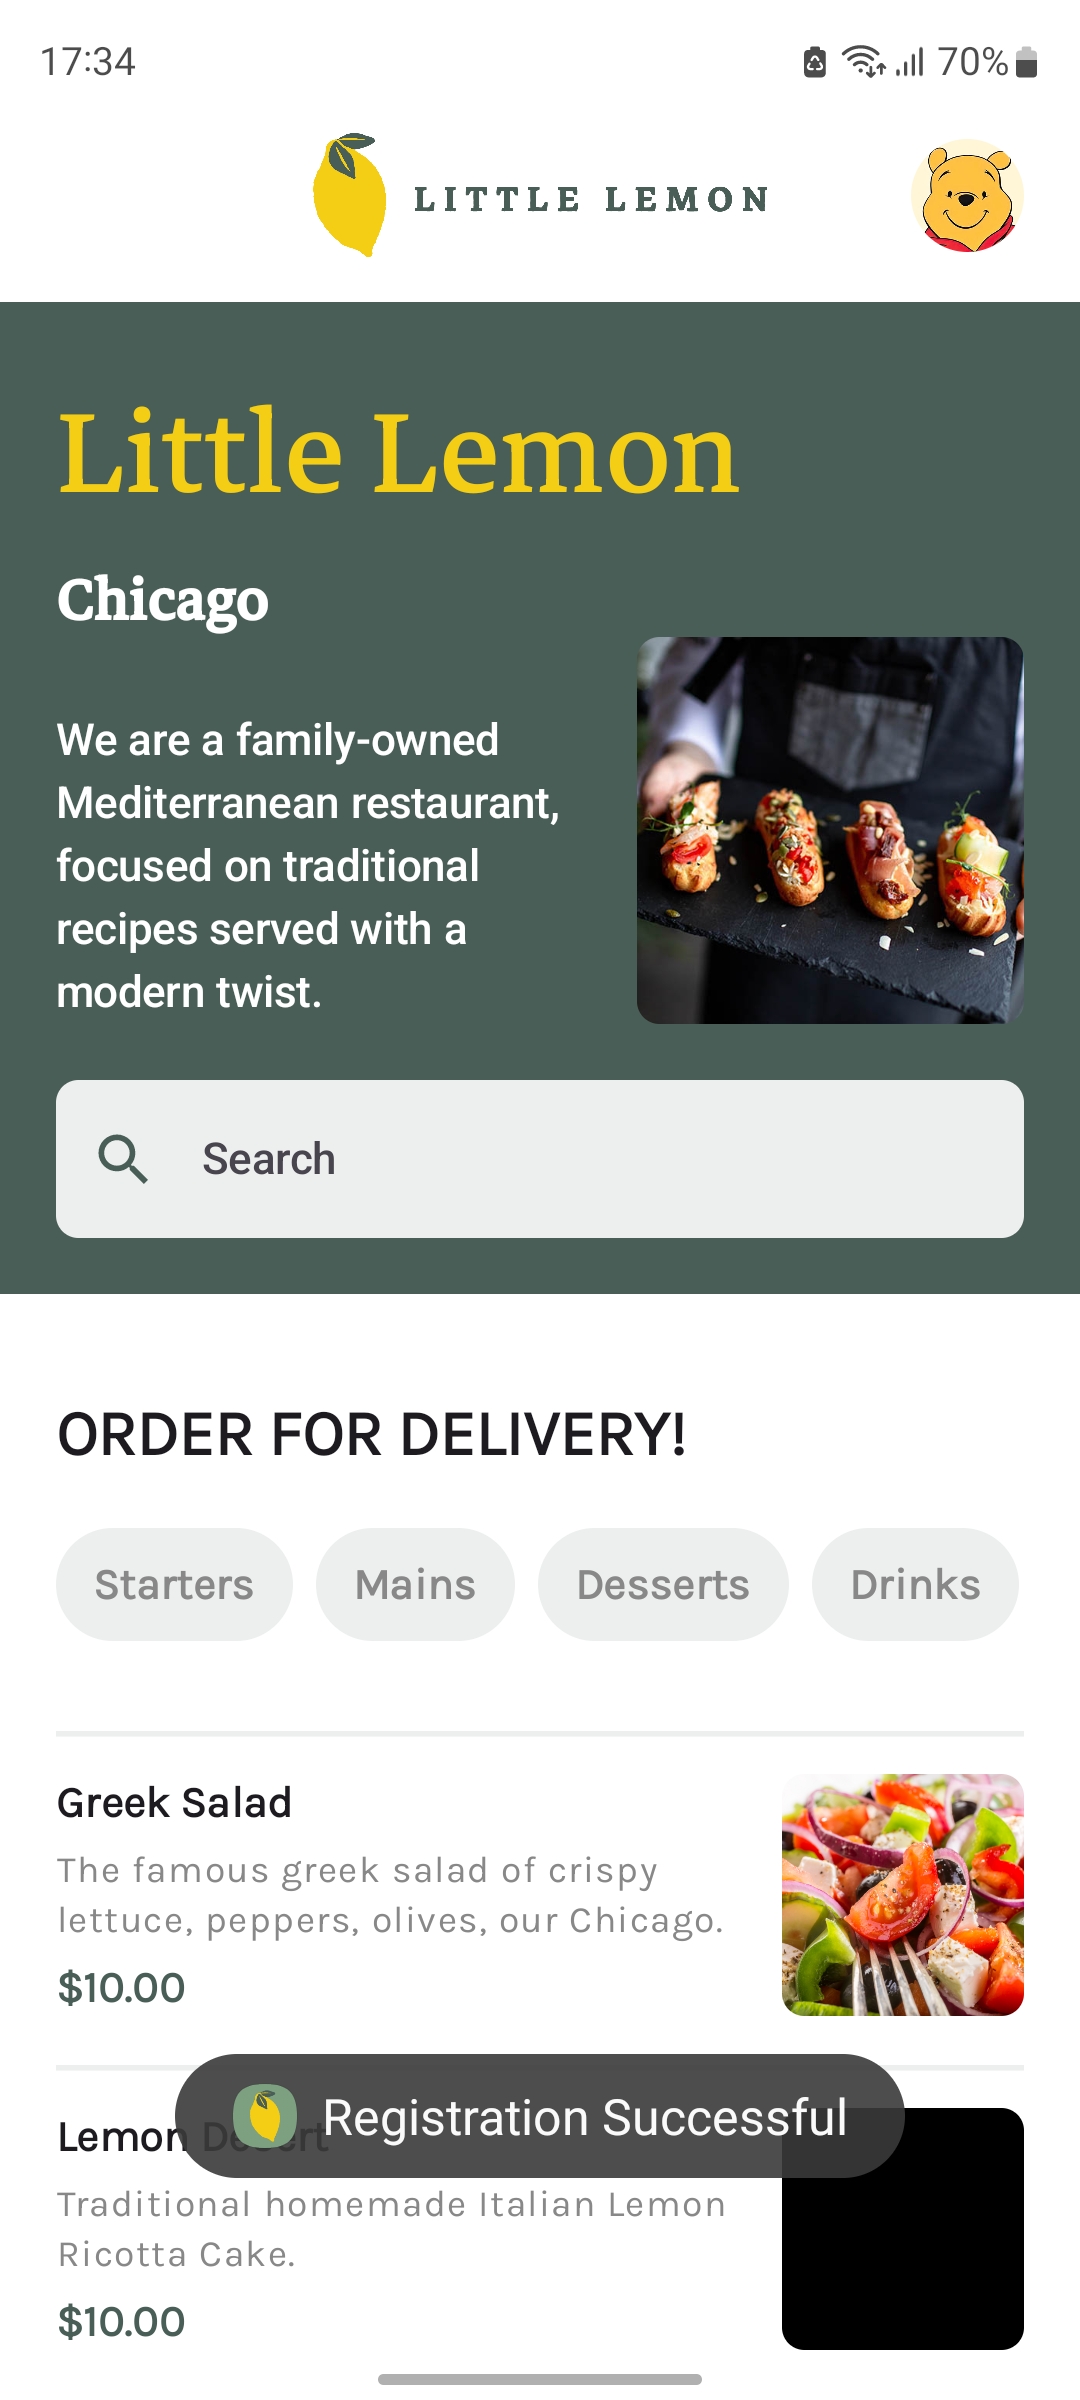 17:34
70%
LITTLE LEMON
Little Lemon
Chicago
We are a family-owned
Mediterranean restaurant,
focused on traditional
recipes served with a
modern twist.
Search
ORDER FOR DELIVERY!
Starters Mains Desserts Drinks
Greek Salad
The famous greek salad of crispy
lettuce, peppers, olives, our Chicago.
$10.00
Registration Successful
Lemon Desert
Traditional homemade Italian Lemon
Ricotta Cake.
$10.00